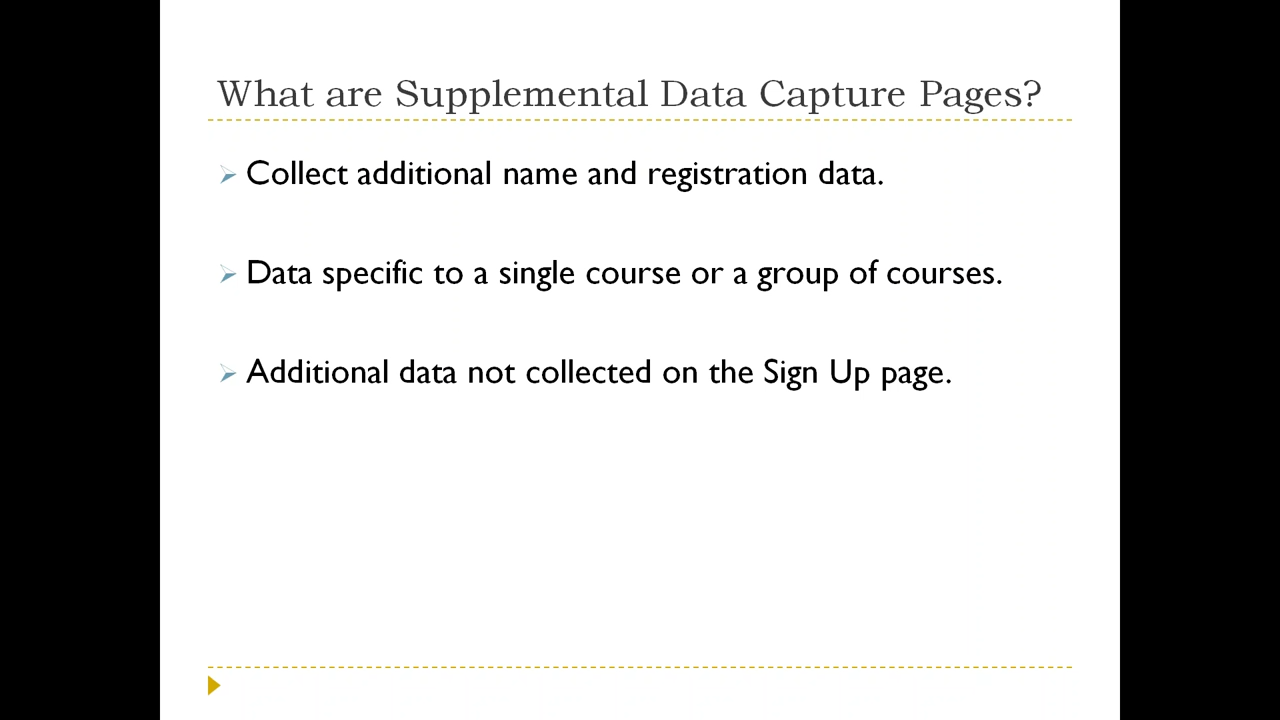 What are Supplemental Data Capture Pages?
Collect additional name and registration data.
Data specific to a single course or a group of courses.
Additional data not collected on the Sign Up page.